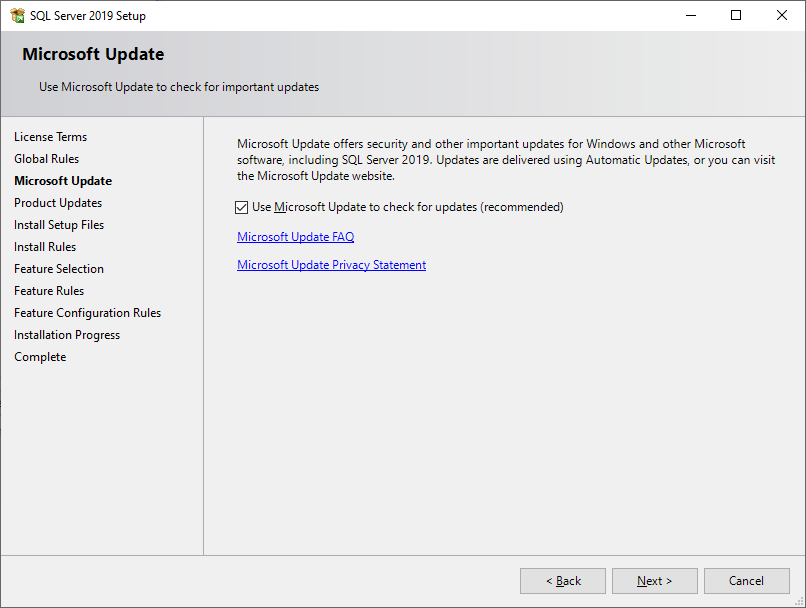 SQL Server 2019 Setup
Microsoft Update
Use Microsoft Update to check for important updates
License Terms
Global Rules
Microsoft Update
Product Updates
Install Setup Files
Install Rules
Feature Selection
Feature Rules
Feature Configuration Rules
Installation Progress
Complete
Microsoft Update offers security and other important updates for Windows and other Microsoft
software, including SQL Server 2019. Updates are delivered using Automatic Updates, or you can visit
the Microsoft Update website.
Use Microsoft Update to check for updates (recommended)
Microsoft Update FAQ
Microsoft Update Privacy Statement
< Back
Next >
Cancel